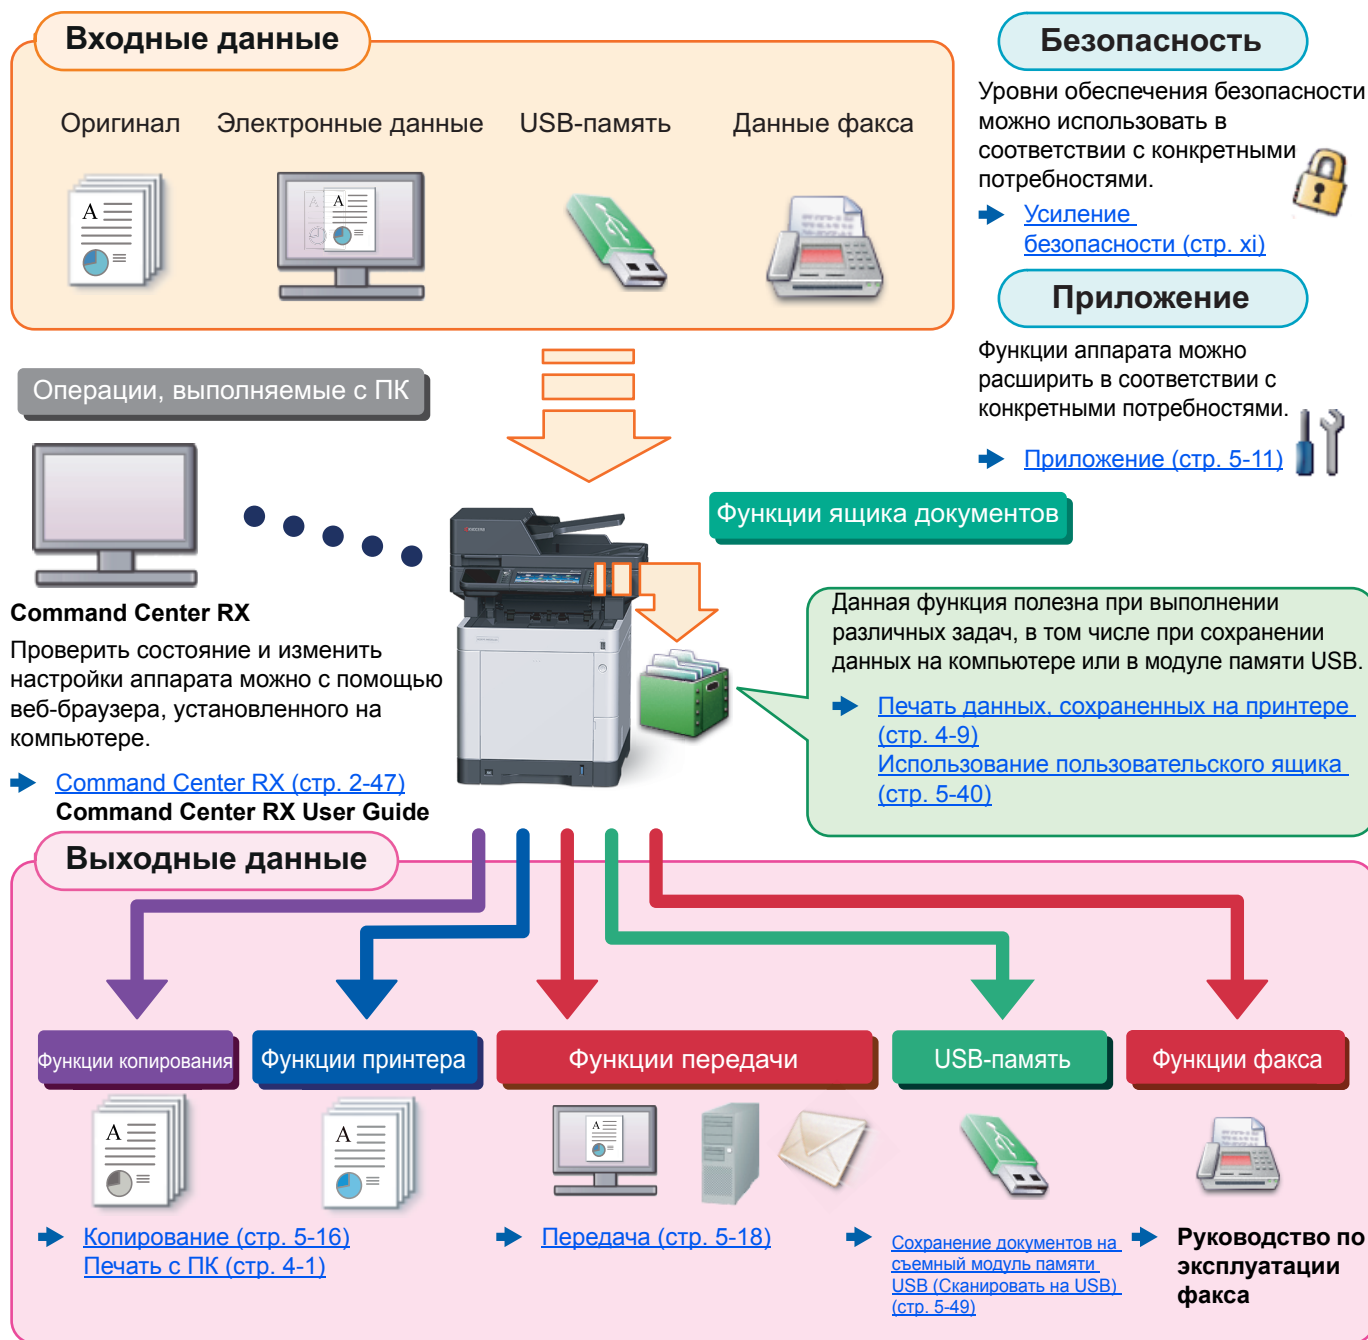 Входные данные
Оригинал
Электронные данные
USB-память
Данные факса
Безопасность
Уровни обеспечения безопасности
можно использовать в
соответствии с конкретными
потребностями.
Усиление
безопасности (стр. xi)
Приложение
Функции аппарата можно
расширить в соответствии с
конкретными потребностями.
Приложение (стр. 5-11)
Операции, выполняемые с ПК
Command Center RX
Проверить состояние и изменить
настройки аппарата можно с помощью
веб-браузера, установленного на
компьютере.
Command Center RX (стр. 2-47)
Command Center RX User Guide
Функции ящика документов
Данная функция полезна при выполнении
различных задач, в том числе при сохранении
данных на компьютере или в модуле памяти USB.
Печать данных, сохраненных на принтере
(стр. 4-9)
Использование пользовательского ящика
(стр. 5-40)
Выходные данные
Функции копирования
Функции принтера
Функции передачи
USB-память
Функции факса
A
A
A
Копирование (стр. 5-16)
Печать с ПК (стр. 4-1)
Передача (стр. 5-18)
Сохранение документов на
съемный модуль памяти
USB (Сканировать на USB)
(стр. 5-49)
Руководство по
эксплуатации
факса